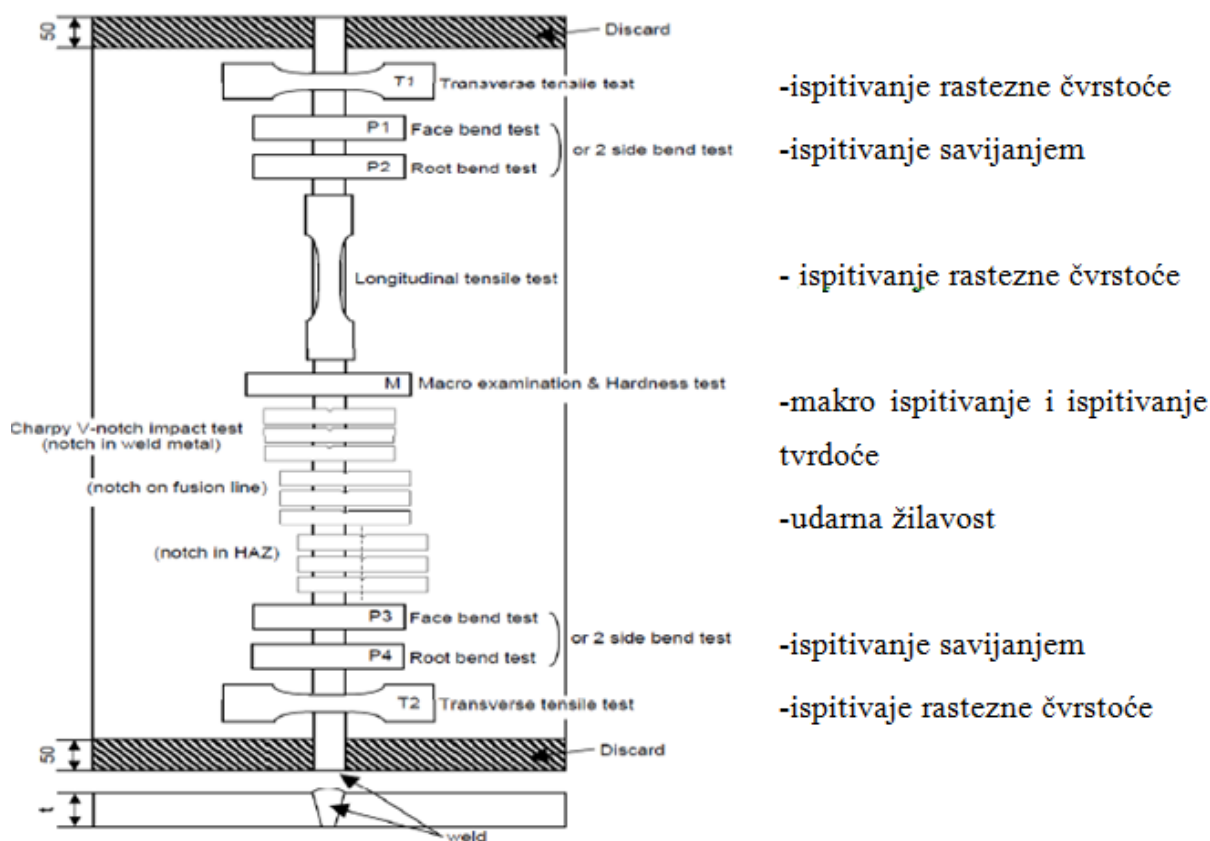 50
Discard
T1
Transverse tensile test
-ispitivanje rastezne čvrstoće
P1
Face bend test
or 2 side bend test
-ispitivanje savijanjem
P2
Root bend test
Longitudinal tensile test
- ispitivanje rastezne čvrstoće
M
Macro examination & Hardness test
-makro ispitivanje i ispitivanje
tvrdoće
Charpy V-notch impact test
(notch in weld metal)
(notch on fusion line)
-udarna žilavost
(notch in HAZ)
P3
Face bend test
or 2 side bend test
-ispitivanje savijanjem
P4
Root bend test
T2
Transverse tensile test
-ispitivaje rastezne čvrstoće
50
Discard
t
weld